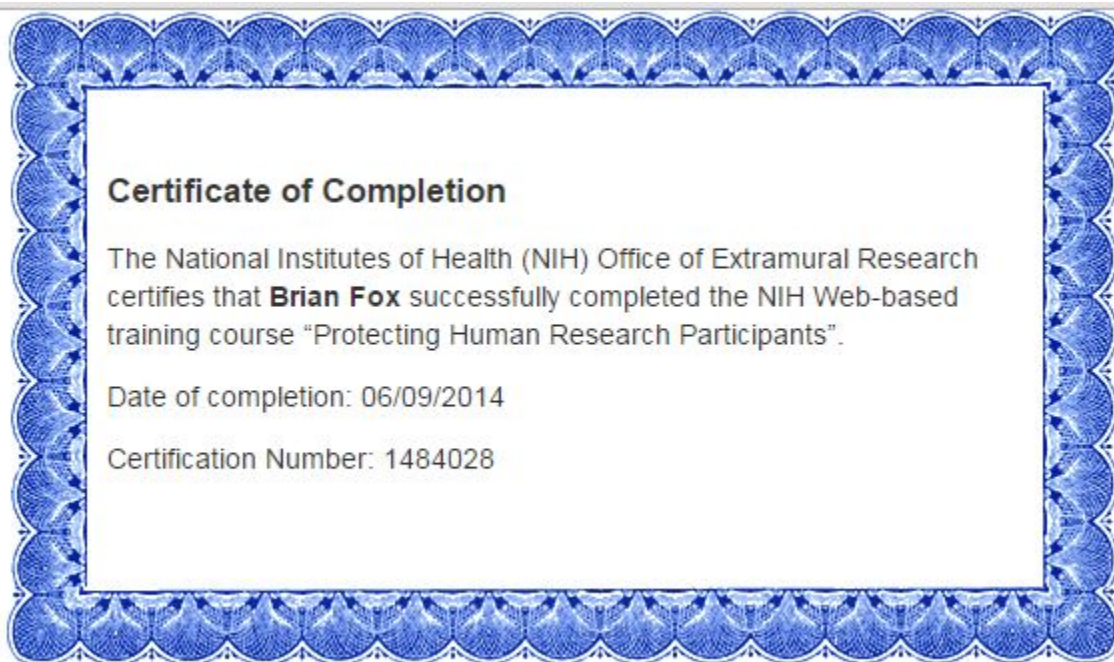 Certificate of Completion
The National Institutes of Health (NIH) Office of Extramural Research
certifies that Brian Fox successfully completed the NIH Web-based
training course “Protecting Human Research Participants”.
Date of completion: 06/09/2014
Certification Number: 1484028